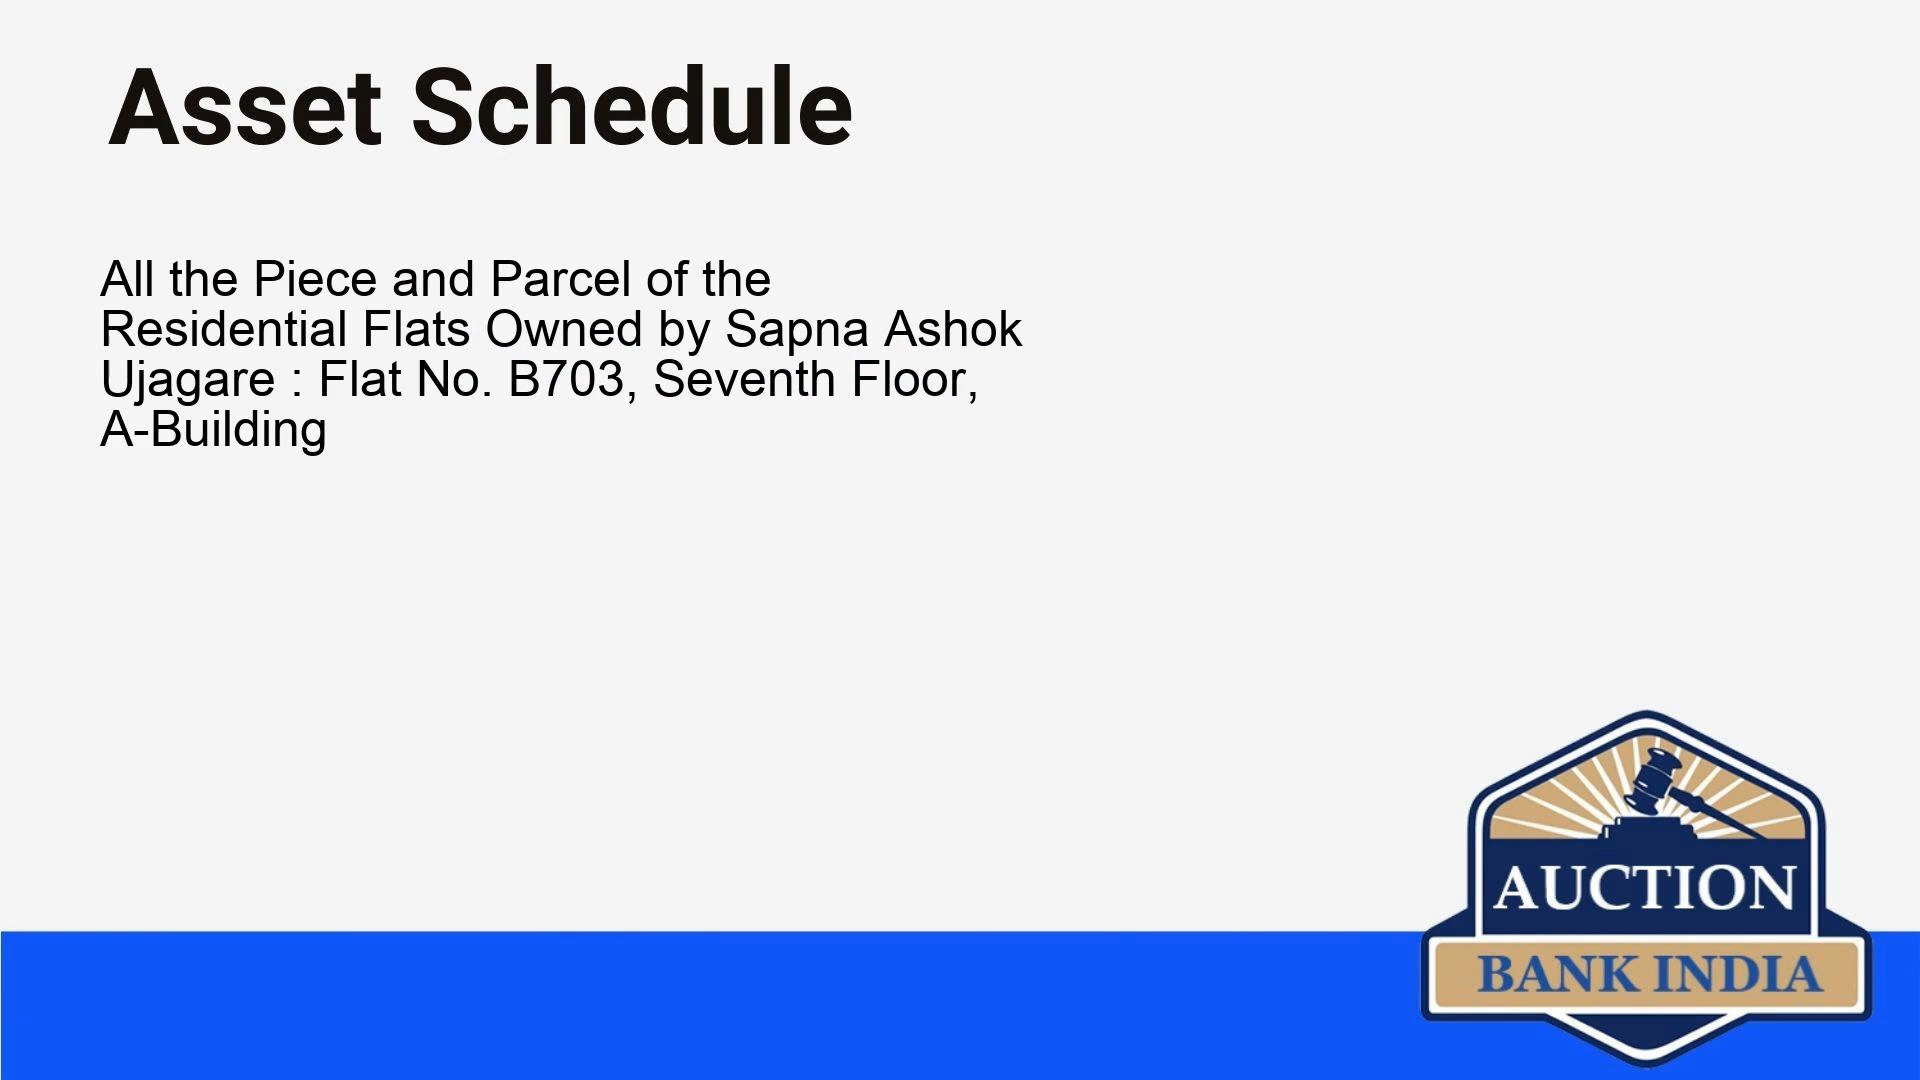 Asset Schedule
All the Piece and Parcel of the
Residential Flats Owned by Sapna Ashok
Ujagare : Flat No. B703, Seventh Floor,
A-Building
AUCTION
BANK INDIA